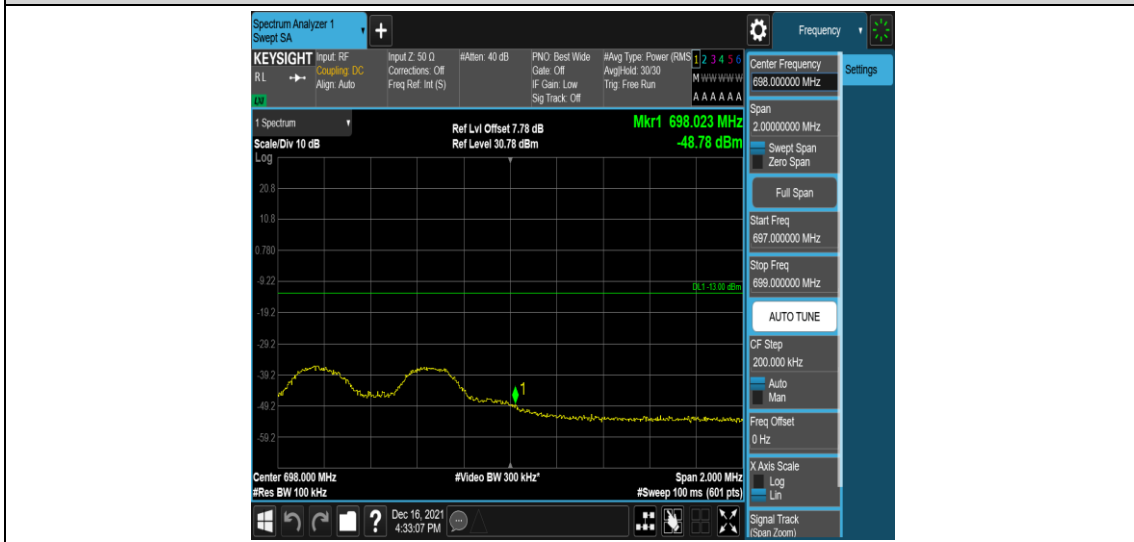 Spectrum Analyzer 1
Swept SA
+
Frequency
KEYSIGHT
RL
LXI
Input: RF
Coupling: DC
Align: Auto
Input Z: 50 Ω
Corrections: Off
Freq Ref: Int (S)
#Atten: 40 dB
PNO: Best Wide
Gate: Off
IF Gain: Low
Sig Track: Off
#Avg Type: Power (RMS
Avg|Hold: 30/30
Trig: Free Run
1 2 3 4 5 6
M W W W W W
A A A A A A
1 Spectrum
Scale/Div 10 dB
Log
Ref Lvl Offset 7.78 dB
Ref Level 30.78 dBm
Mkr1 698.023 MHz
-48.78 dBm
20.8
10.8
0.780
-9.22
DL1 -13.00 dBm
-19.2
-29.2
-39.2
1
-49.2
-59.2
Center 698.000 MHz
#Video BW 300 kHz*
Span 2.000 MHz
#Res BW 100 kHz
#Sweep 100 ms (601 pts)
?
Dec 16, 2021
4:33:07 PM
Center Frequency
698.000000 MHz
Settings
Span
2.00000000 MHz
Swept Span
Zero Span
Full Span
Start Freq
697.000000 MHz
Stop Freq
699.000000 MHz
AUTO TUNE
CF Step
200.000 kHz
Auto
Man
Freq Offset
0 Hz
X Axis Scale
Log
Lin
Signal Track
(Span Zoom)